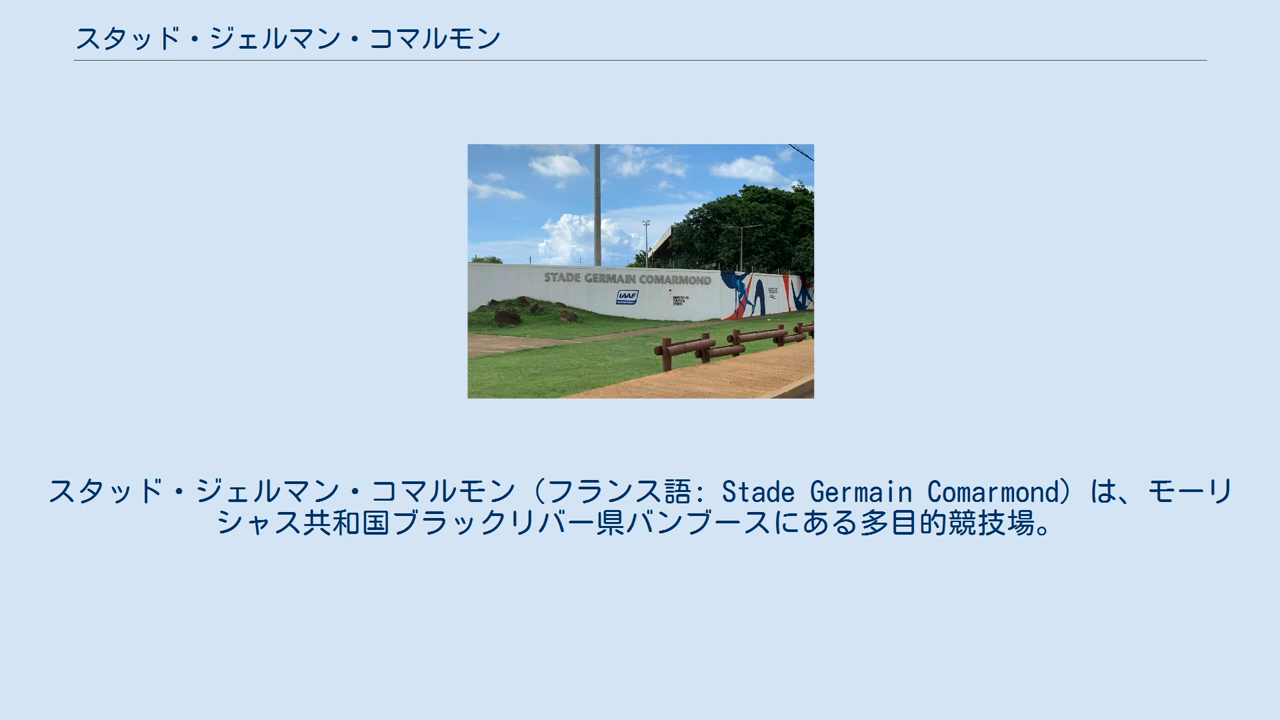 スタッド・ジェルマン・コマルモン
STADE GERMAIN COMARMOND
IAAF
スタッド・ジェルマン・コマルモン（フランス語: Stade Germain Comarmond）は、モーリ
シャス共和国ブラックリバー県バンブースにある多目的競技場。